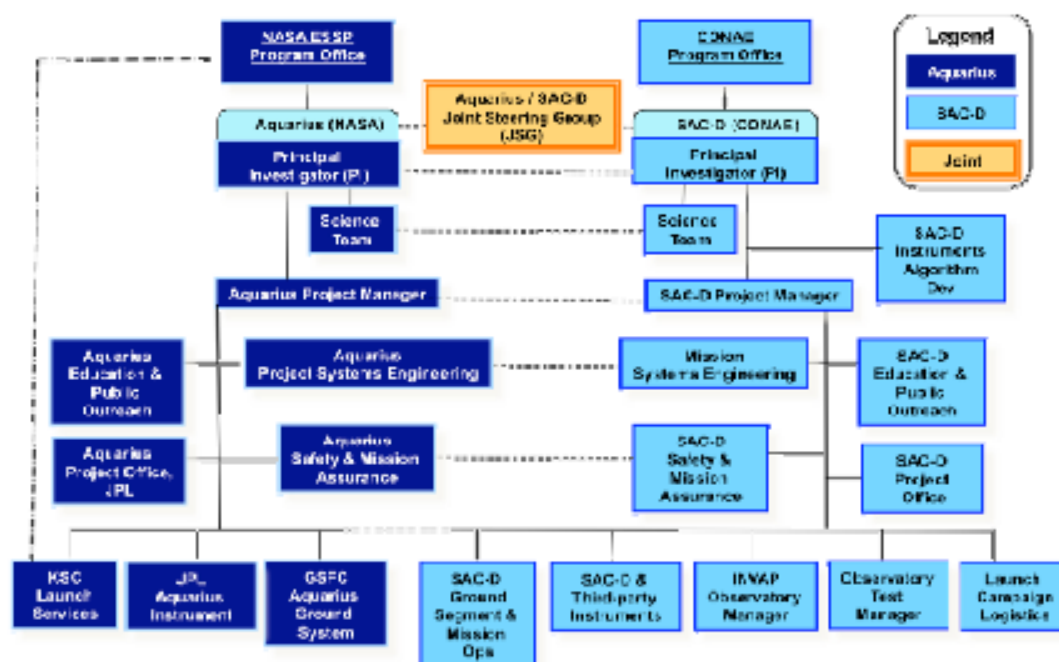 NASA ESSP
Program Office
CONAE
Program Office
Legend
Aquarius
SAC-D
Joint
Aquarius / SAC-D
Joint Steering Group
(JSG)
Aquarius (NASA)
SAC-D (CONAE)
Principal
Investigator (PI)
Principal
Investigator (PI)
Science
Team
Science
Team
SAC-D
Instruments
Algorithm
Dev
Aquarius Project Manager
SAC-D Project Manager
Aquarius
Education &
Public
Outreach
Aquarius
Project Systems Engineering
Mission
Systems Engineering
SAC-D
Education &
Public
Outreach
Aquarius
Project Office,
JPL
Aquarius
Safety & Mission
Assurance
SAC-D
Safety &
Mission
Assurance
SAC-D
Project
Office
KSC
Launch
Services
JPL
Aquarius
Instrument
GSFC
Aquarius
Ground
System
SAC-D
Ground
Segment &
Mission
Ops
SAC-D &
Third-party
Instruments
INVAP
Observatory
Manager
Observatory
Test
Manager
Launch
Campaign
Logistics